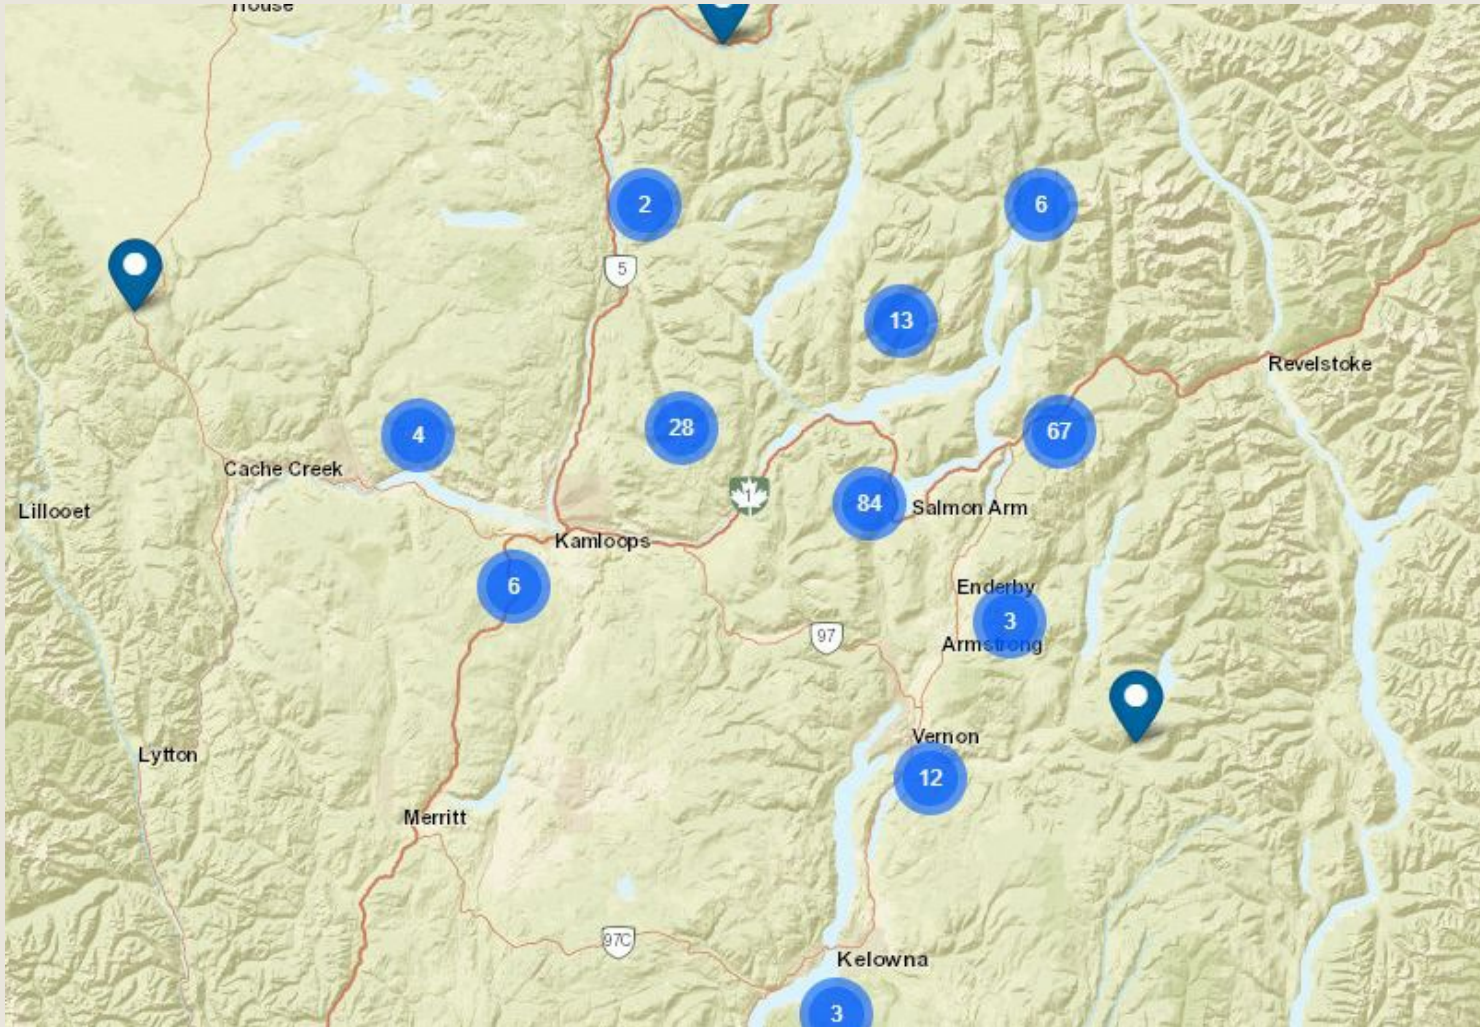 House
2
6
5
13
Revelstoke
4
28
67
Cache Creek
1
84
Salmon Arm
Lillooet
Kamloops
6
Enderby
3
97
Armstrong
Vernon
Lytton
12
Merritt
97C
Kelowna
3